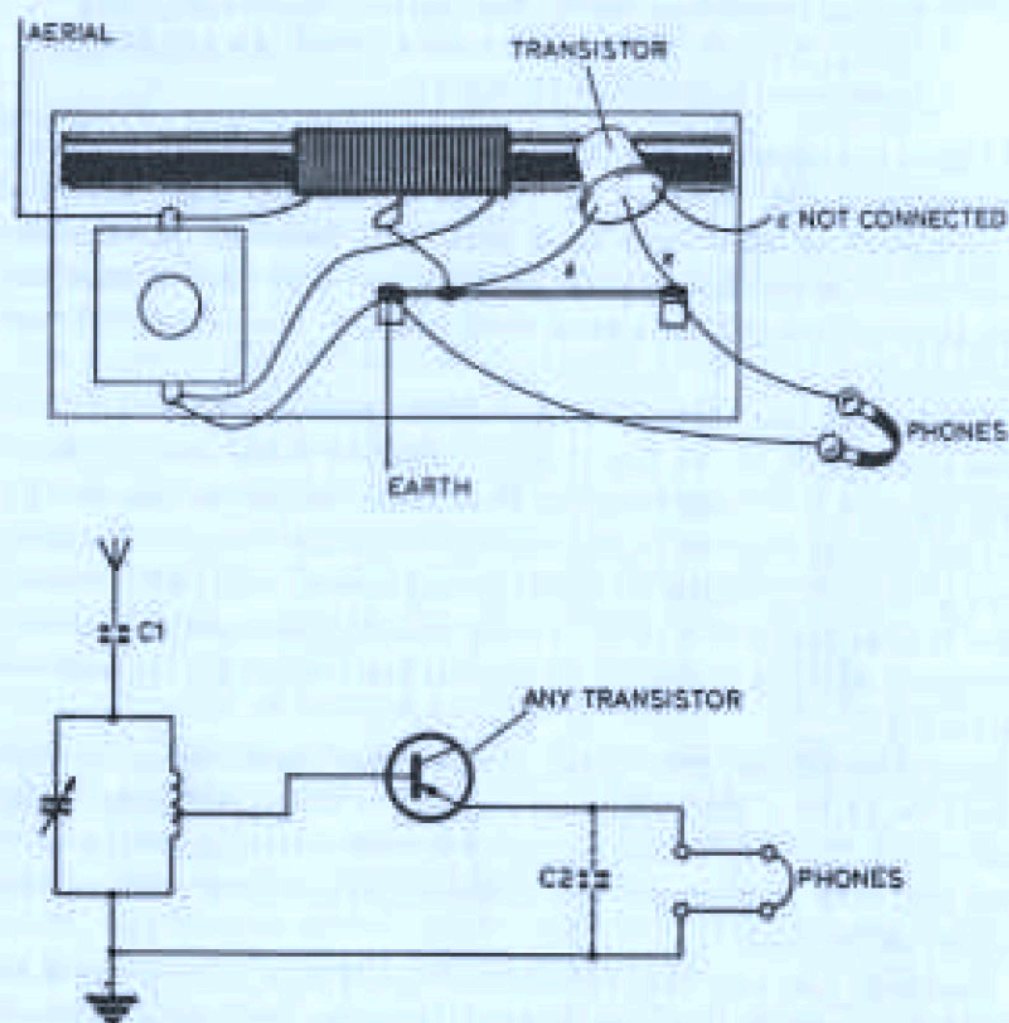 AERIAL
TRANSISTOR
c NOT CONNECTED
PHONES
EARTH
C1
ANY TRANSISTOR
C2
PHONES